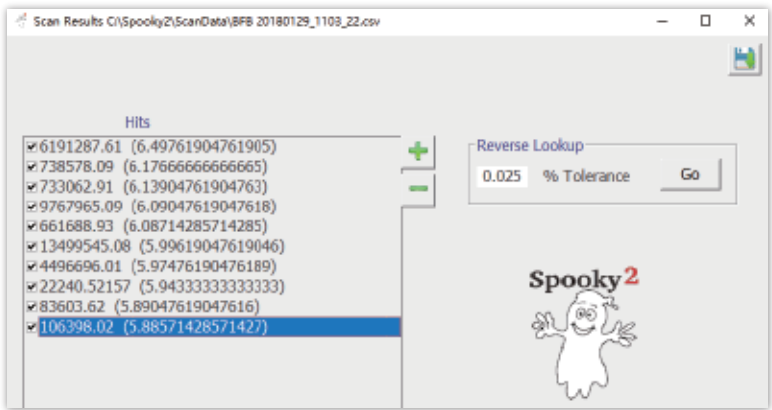 Scan Results C:\Spooky2\ScanData\BFB 20180129_1103_22.csv
Hits
6191287.61 (6.49761904761905)
738578.09 (6.17666666666665)
733062.91 (6.13904761904763)
9767965.09 (6.09047619047618)
661688.93 (6.08714285714285)
13499545.08 (5.99619047619046)
4496696.01 (5.97476190476189)
22240.52157 (5.94333333333333)
83603.62 (5.89047619047616)
106398.02 (5.88571428571427)
Reverse Lookup
0.025 % Tolerance Go
Spooky2